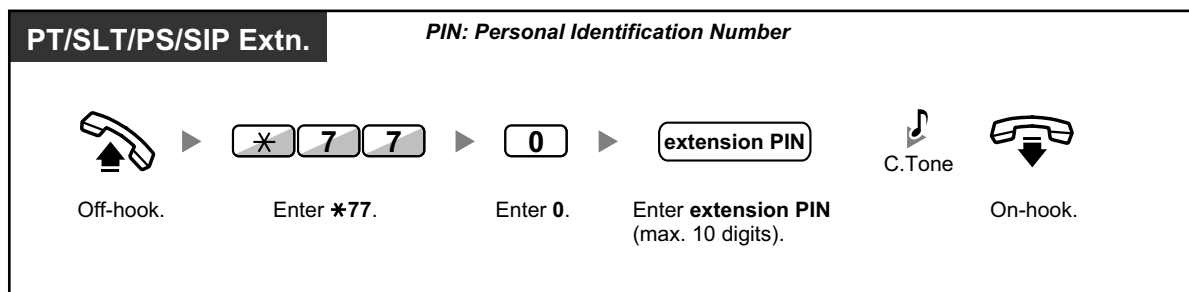 PT/SLT/PS/SIP Extn.
PIN: Personal Identification Number
✳ 7 7
0
extension PIN
C.Tone
Off-hook.
Enter ✳77.
Enter 0.
Enter extension PIN
(max. 10 digits).
On-hook.